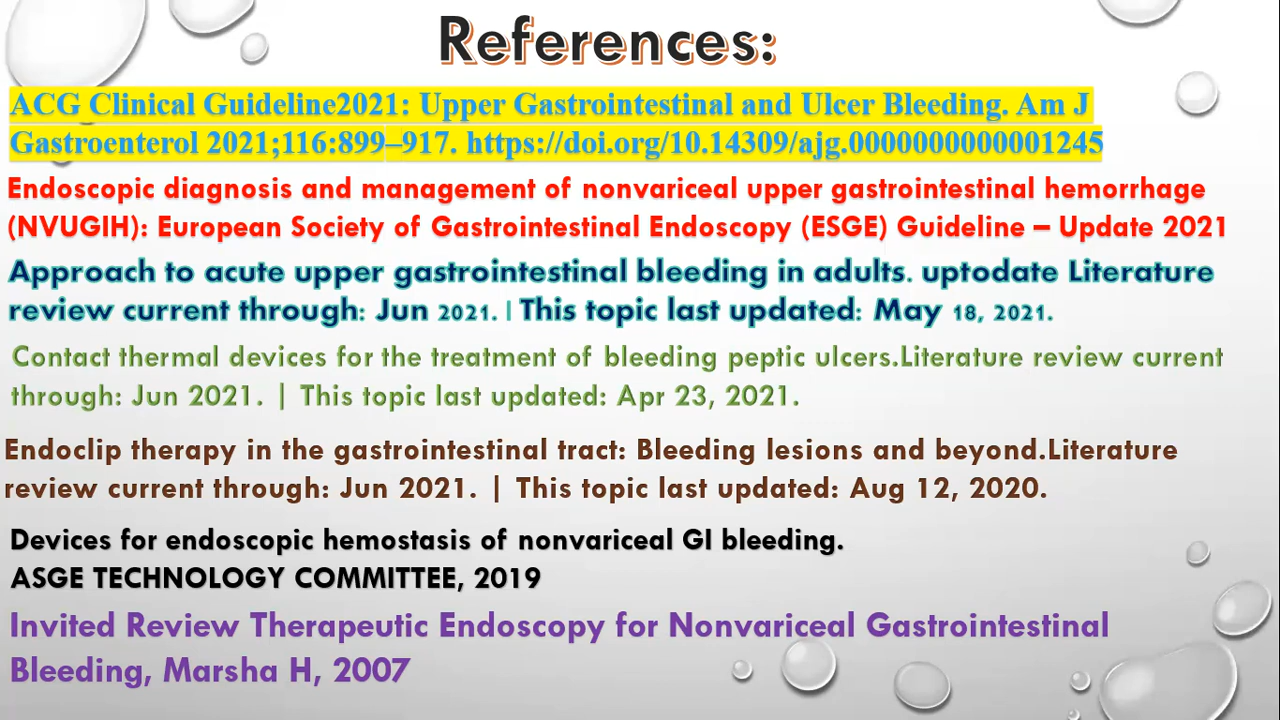 References:
ACG Clinical Guideline2021: Upper Gastrointestinal and Ulcer Bleeding. Am J
Gastroenterol 2021;116:899–917. https://doi.org/10.14309/ajg.0000000000001245
Endoscopic diagnosis and management of nonvariceal upper gastrointestinal hemorrhage
(NVUGIH): European Society of Gastrointestinal Endoscopy (ESGE) Guideline – Update 2021
Approach to acute upper gastrointestinal bleeding in adults. uptodate Literature
review current through: Jun 2021. | This topic last updated: May 18, 2021.
Contact thermal devices for the treatment of bleeding peptic ulcers.Literature review current
through: Jun 2021. | This topic last updated: Apr 23, 2021.
Endoclip therapy in the gastrointestinal tract: Bleeding lesions and beyond.Literature
review current through: Jun 2021. | This topic last updated: Aug 12, 2020.
Devices for endoscopic hemostasis of nonvariceal GI bleeding.
ASGE TECHNOLOGY COMMITTEE, 2019
Invited Review Therapeutic Endoscopy for Nonvariceal Gastrointestinal
Bleeding, Marsha H, 2007